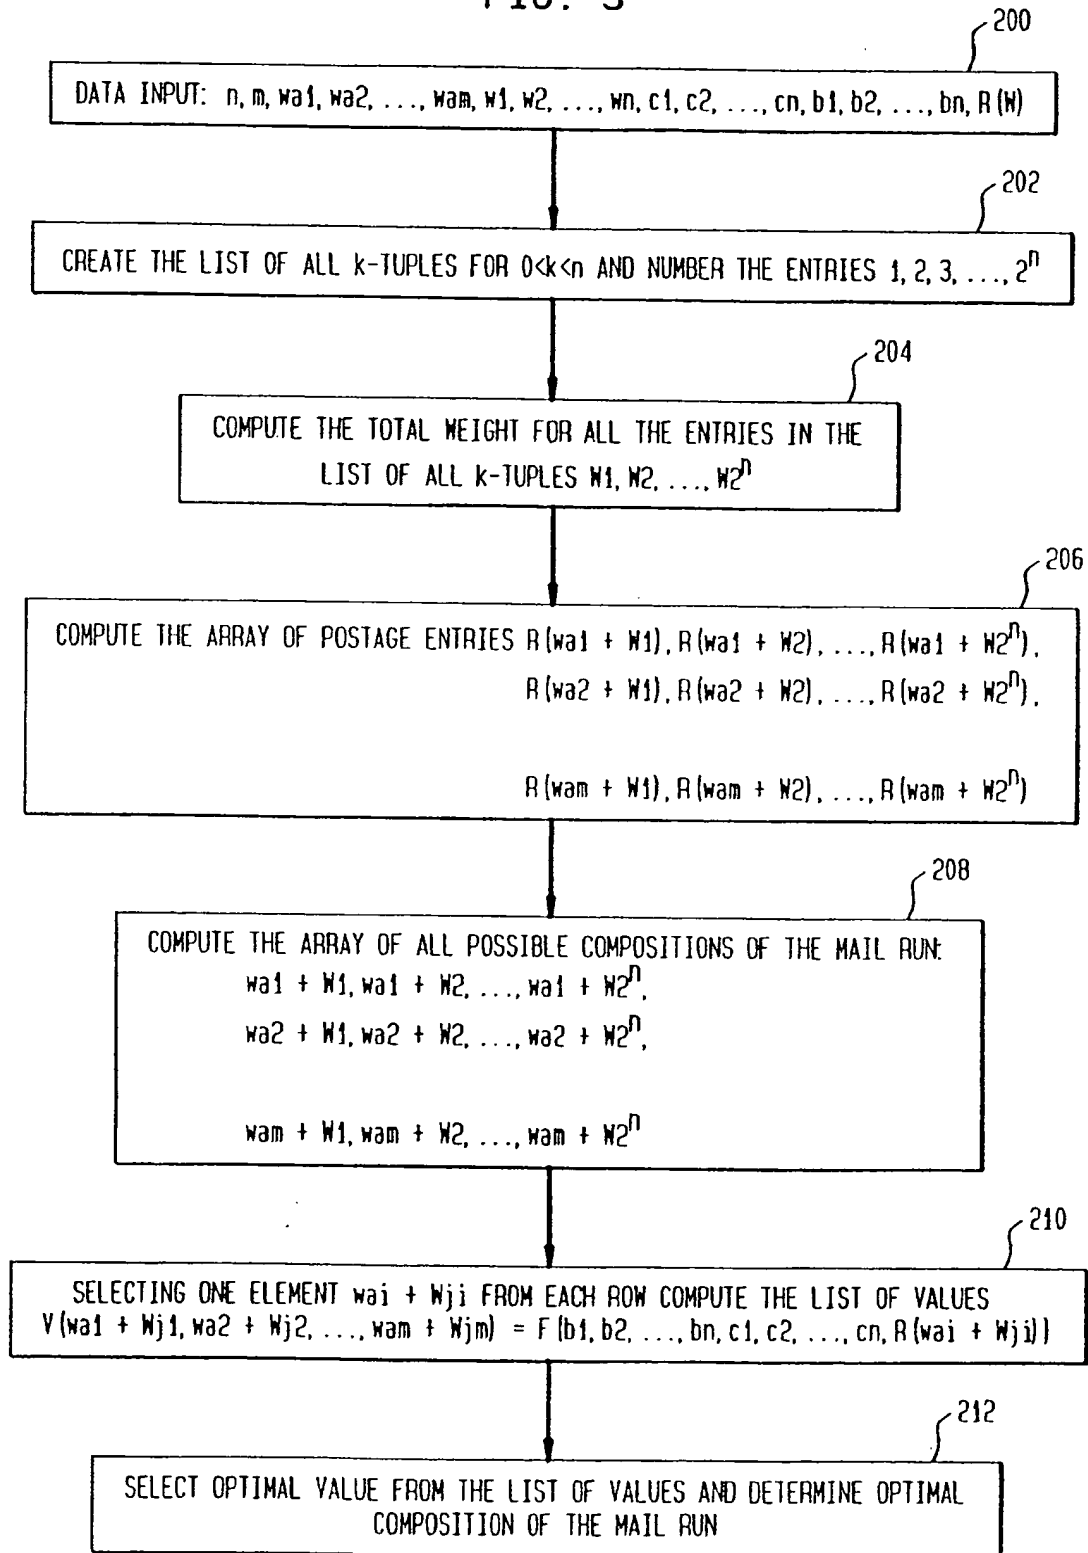 FIG. 3
200
DATA INPUT: n, m, wa1, wa2, ..., wam, w1, w2, ..., wn, c1, c2, ..., cn, b1, b2, ..., bn, R(W)
202
CREATE THE LIST OF ALL k-TUPLES FOR 0<k<n AND NUMBER THE ENTRIES 1, 2, 3, ..., 2^n
204
COMPUTE THE TOTAL WEIGHT FOR ALL THE ENTRIES IN THE
LIST OF ALL k-TUPLES W1, W2, ..., W2^n
206
COMPUTE THE ARRAY OF POSTAGE ENTRIES R(wa1 + W1), R(wa1 + W2), ..., R(wa1 + W2^n),
R(wa2 + W1), R(wa2 + W2), ..., R(wa2 + W2^n),
R(wam + W1), R(wam + W2), ..., R(wam + W2^n)
208
COMPUTE THE ARRAY OF ALL POSSIBLE COMPOSITIONS OF THE MAIL RUN:
wa1 + W1, wa1 + W2, ..., wa1 + W2^n,
wa2 + W1, wa2 + W2, ..., wa2 + W2^n,
wam + W1, wam + W2, ..., wam + W2^n
210
SELECTING ONE ELEMENT wai + Wji FROM EACH ROW COMPUTE THE LIST OF VALUES
V(wa1 + Wj1, wa2 + Wj2, ..., wam + Wjm) = F(b1, b2, ..., bn, c1, c2, ..., cn, R(wai + Wji))
212
SELECT OPTIMAL VALUE FROM THE LIST OF VALUES AND DETERMINE OPTIMAL
COMPOSITION OF THE MAIL RUN